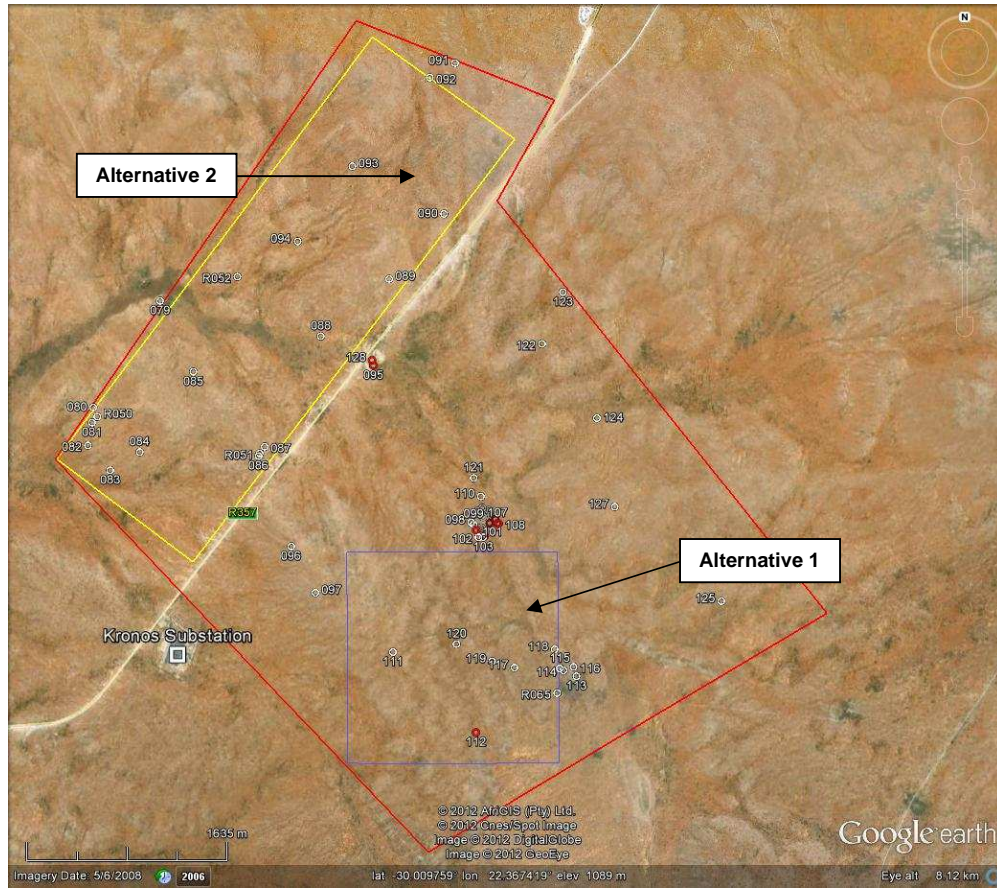 N
091
092
Alternative 2
093
090
094
R052
089
079
123
088
122
128
095
085
080
R050
081
124
082
084
R051
087
086
083
121
110
R357
127
098
099
107
108
101
102
103
096
Alternative 1
097
125
Kronos Substation
120
118
111
119
117
115
116
114
113
R065
112
© 2012 AfriGIS (Pty) Ltd.
© 2012 Cnes/Spot Image
Image © 2012 DigitalGlobe
Image © 2012 GeoEye
1635 m
Google earth
Imagery Date: 5/6/2008
2006
lat -30.009759° lon 22.367419° elev 1089 m
Eye alt 8.12 km